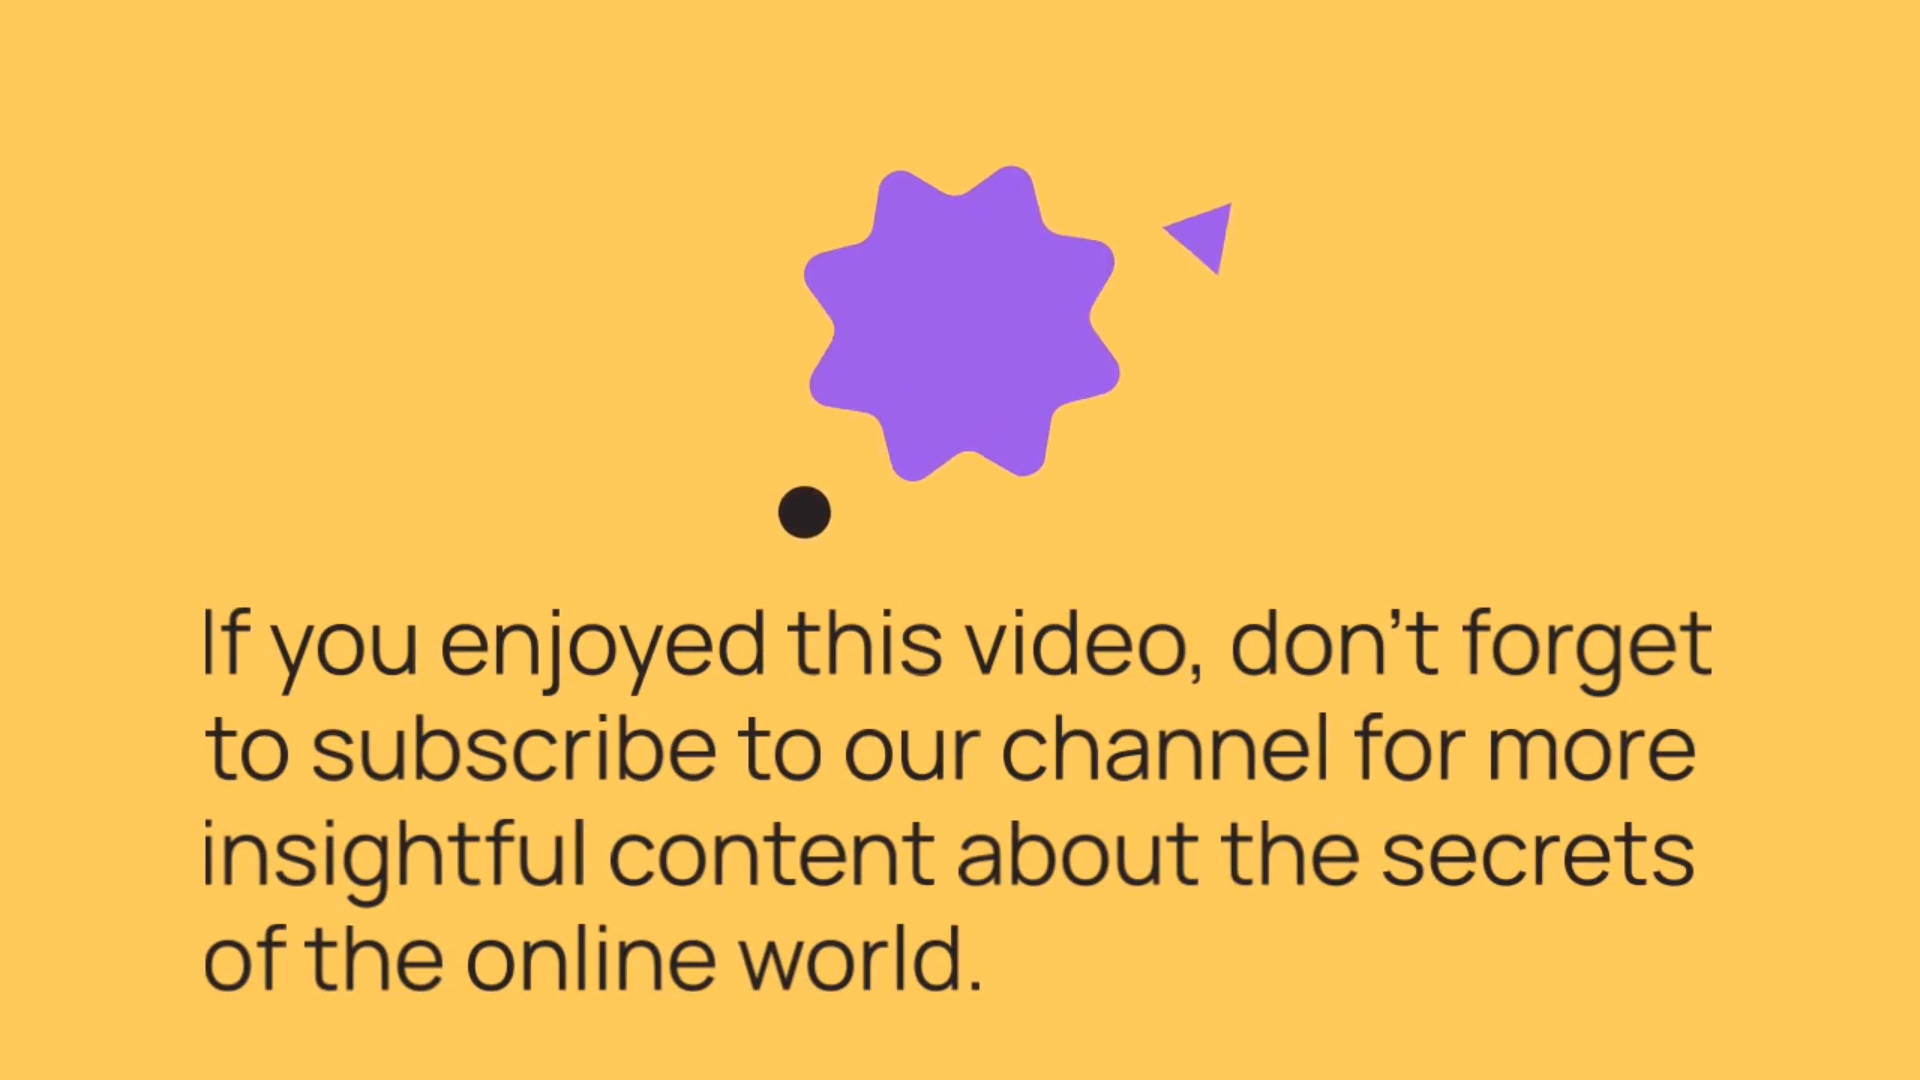 If you enjoyed this video, don’t forget
to subscribe to our channel for more
insightful content about the secrets
of the online world.